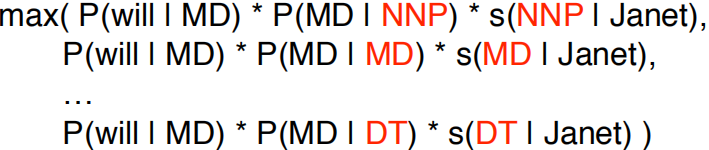 max( P(will | MD) * P(MD | NNP) * s(NNP | Janet),
P(will | MD) * P(MD | MD) * s(MD | Janet),
...
P(will | MD) * P(MD | DT) * s(DT | Janet) )